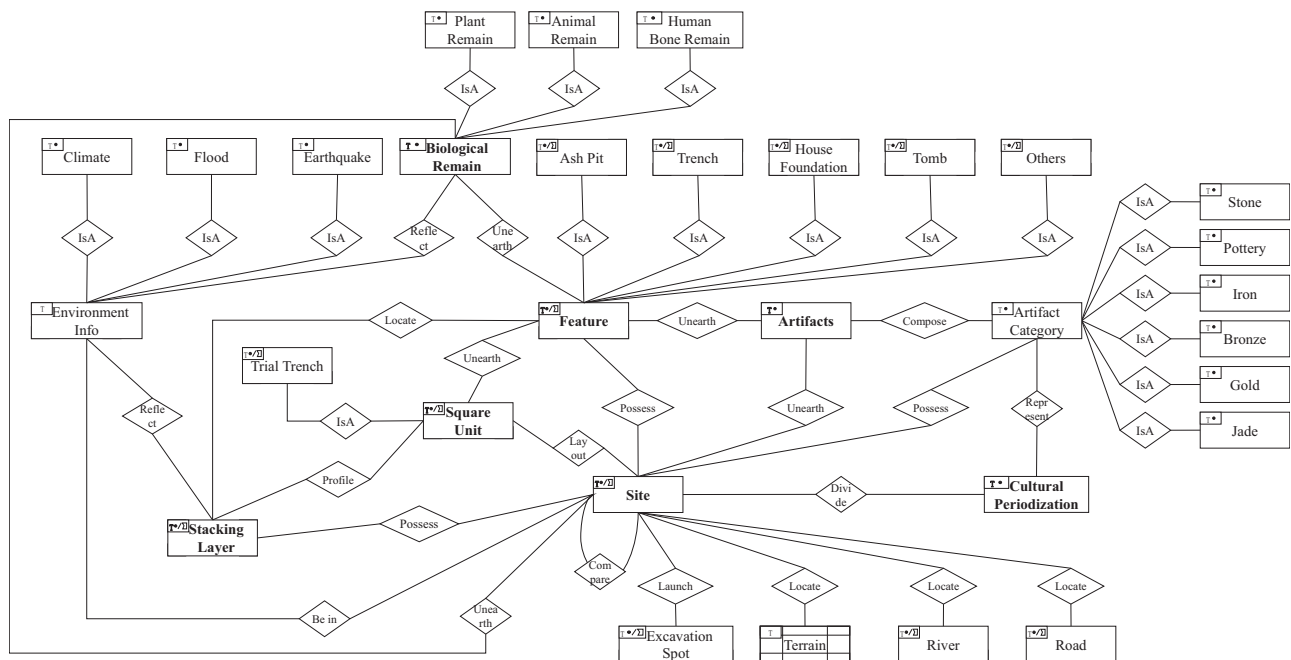 T● Plant
Remain
T● Animal
Remain
T● Human
Bone Remain
IsA
IsA
IsA
T● Climate
T● Flood
T● Earthquake
T● Biological
Remain
T●/Σ Ash Pit
T●/Σ Trench
T●/Σ House
Foundation
T●/Σ Tomb
T●/Σ Others
IsA
IsA
IsA
Refle
ct
Une
arth
IsA
IsA
IsA
IsA
IsA
IsA
T● Stone
IsA
T● Pottery
IsA
T● Iron
IsA
T● Bronze
IsA
T● Gold
IsA
T● Jade
T Environment
Info
Locate
T●/Σ Feature
Unearth
T● Artifacts
Compose
T● Artifact
Category
T●/Σ Trial Trench
Unearth
Refle
ct
IsA
T●/Σ Square
Unit
Possess
Unearth
Possess
Repr
esent
Lay
out
Profile
T●/Σ Site
Divi
de
T● Cultural
Periodization
T●/Σ Stacking
Layer
Possess
Com
pare
Launch
Locate
Locate
Locate
Be in
Unea
rth
T●/Σ Excavation
Spot
T Terrain
T●/Σ River
T●/Σ Road